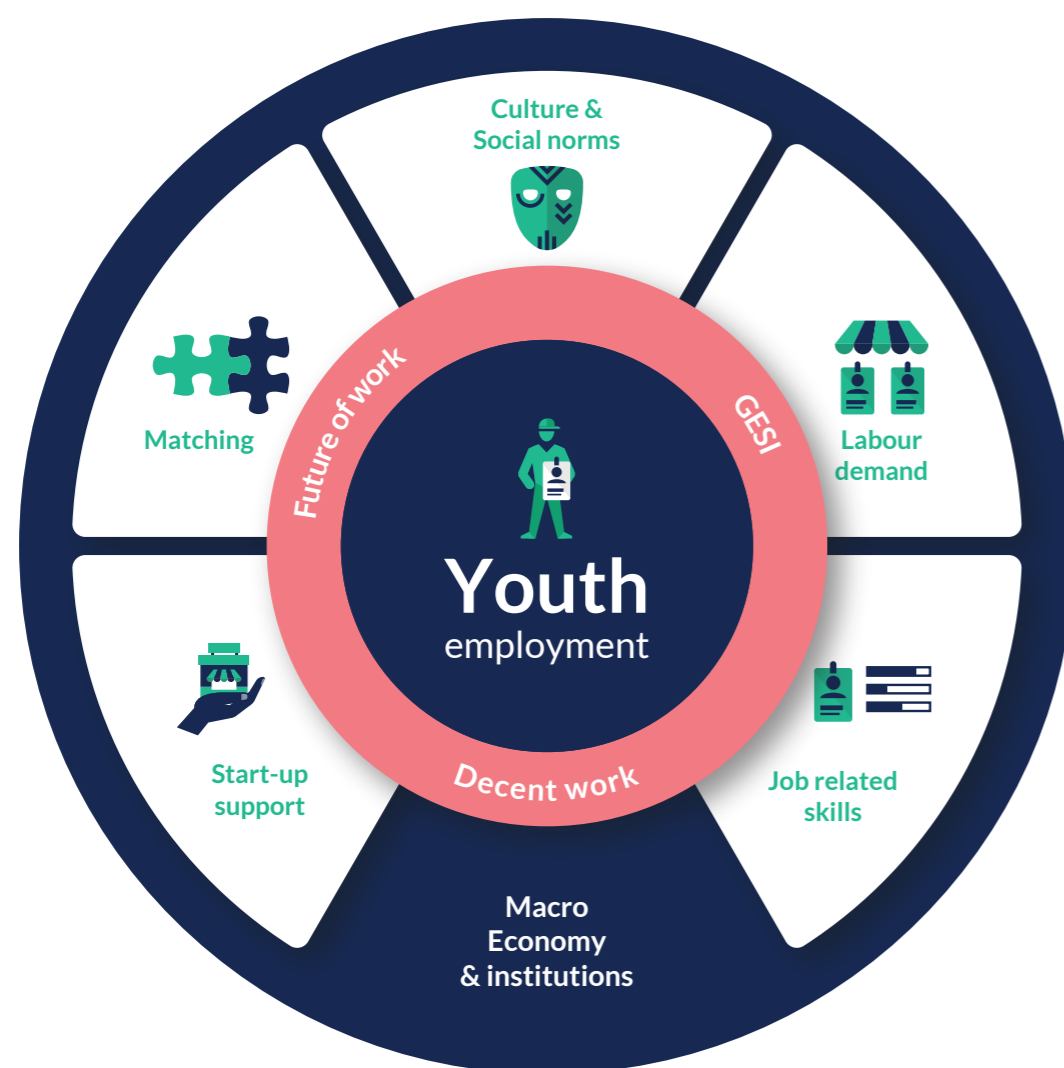 Culture &
Social norms
Future of work
GESI
Matching
Labour
demand
Youth
employment
Start-up
support
Decent work
Job related
skills
Macro
Economy
& institutions